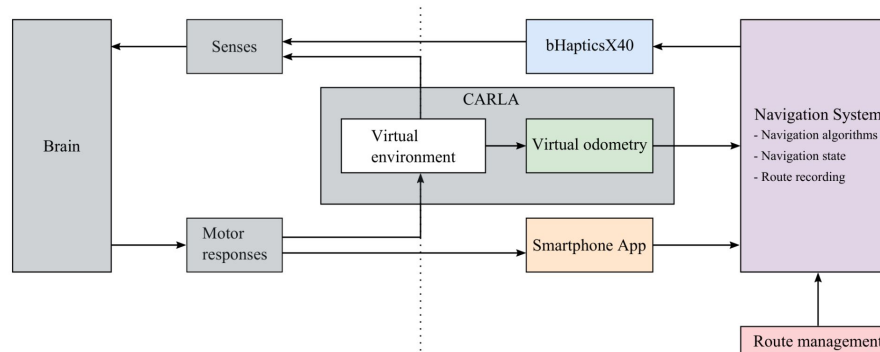 Senses
bHapticsX40
CARLA
Brain
Virtual
environment
Virtual odometry
Navigation System
- Navigation algorithms
- Navigation state
- Route recording
Motor
responses
Smartphone App
Route management